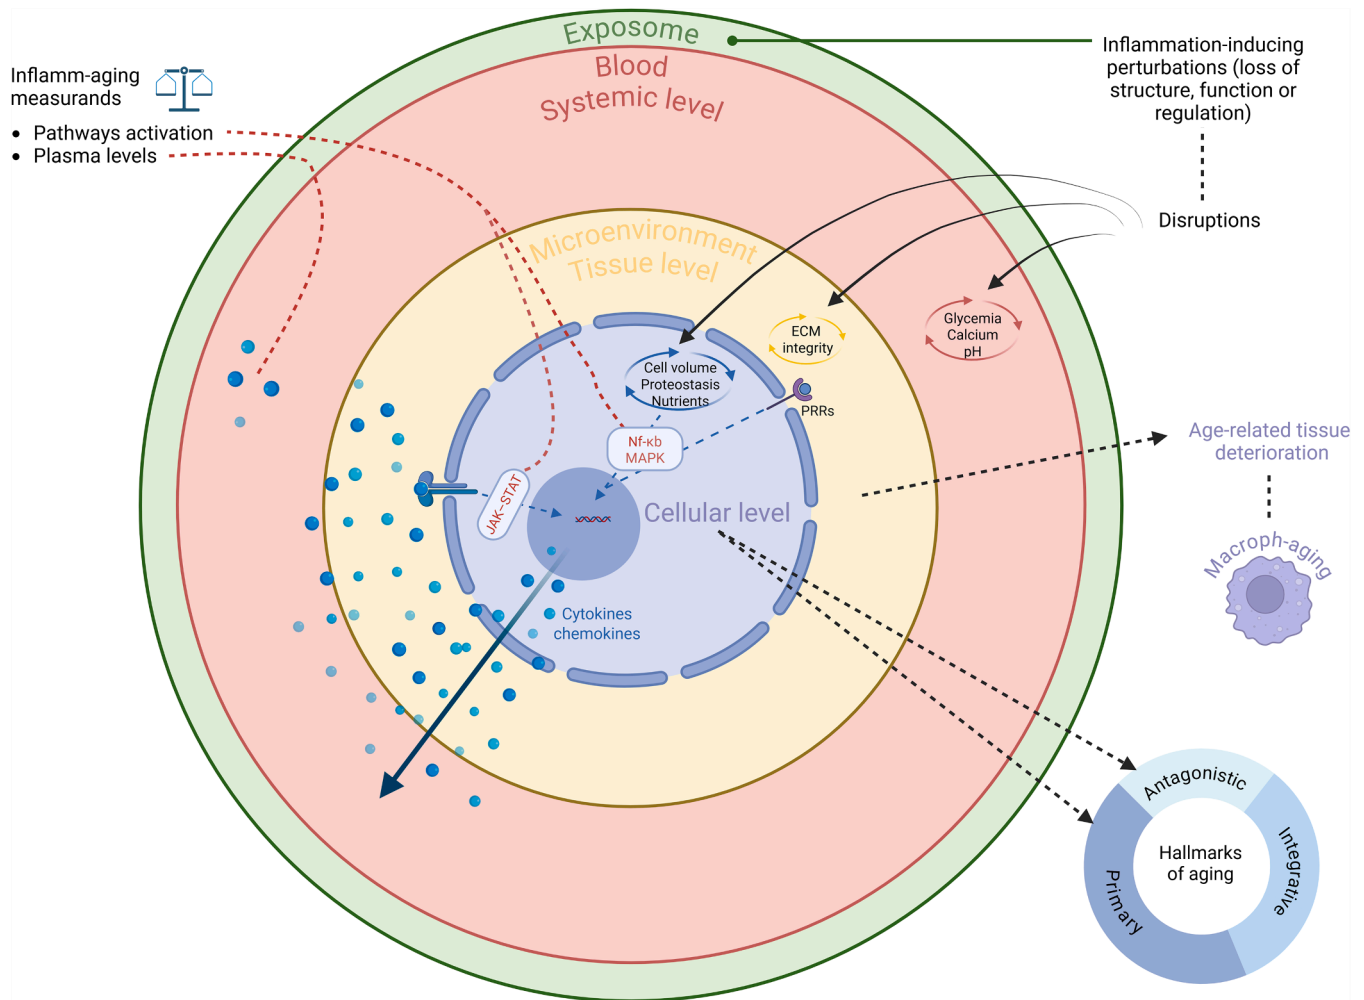 Exposome
Blood
Systemic level
Inflamm-aging
measurands
• Pathways activation
• Plasma levels
Inflammation-inducing
perturbations (loss of
structure, function or
regulation)
Disruptions
Microenvironment
Tissue level
Glycemia
Calcium
pH
ECM
integrity
Cell volume
Proteostasis
Nutrients
PRRs
Nf-κb
MAPK
JAK-STAT
Cellular level
Cytokines
chemokines
Age-related tissue
deterioration
Macroph-aging
Antagonistic
Integrative
Primary
Hallmarks
of aging